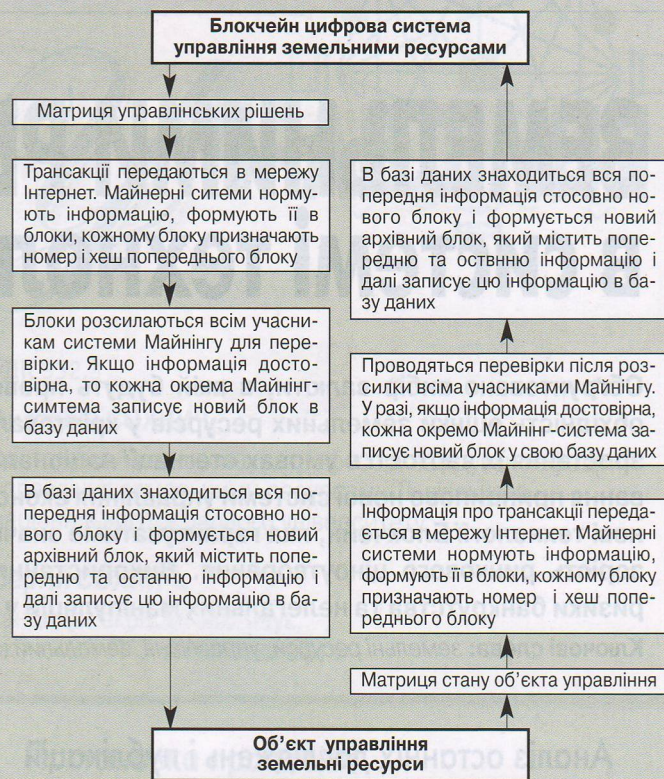 Блокчейн цифрова система
управління земельними ресурсами
Матриця управлінських рішень
Трансакції передаються в мережу
Інтернет. Майнерні ситеми норму-
ють інформацію, формують її в
блоки, кожному блоку призначають
номер і хеш попереднього блоку
Блоки розсилаються всім учасни-
кам системи Майнінгу для пере-
вірки. Якщо інформація досто-
вірна, то кожна окрема Майнінг-
симтема записує новий блок в
базу даних
В базі даних знаходиться вся по-
передня інформація стосовно но-
вого блоку і формується новий
архівний блок, який містить попе-
редню та останню інформацію і
далі записує цю інформацію в ба-
зу даних
Об’єкт управління
земельні ресурси
Матриця стану об’єкта управління
Інформація про трансакції переда-
ється в мережу Інтернет. Майнерні
системи нормують інформацію,
формують її в блоки, кожному блоку
призначають номер і хеш попе-
реднього блоку
Проводяться перевірки після роз-
силки всіма учасниками Майнінгу.
У разі, якщо інформація достовірна,
кожна окремо Майнінг-система за-
писує новий блок у свою базу даних
В базі даних знаходиться вся по-
передня інформація стосовно но-
вого блоку і формується новий
архівний блок, який містить попе-
редню та оствнню інформацію і
далі записує цю інформацію в ба-
зу даних